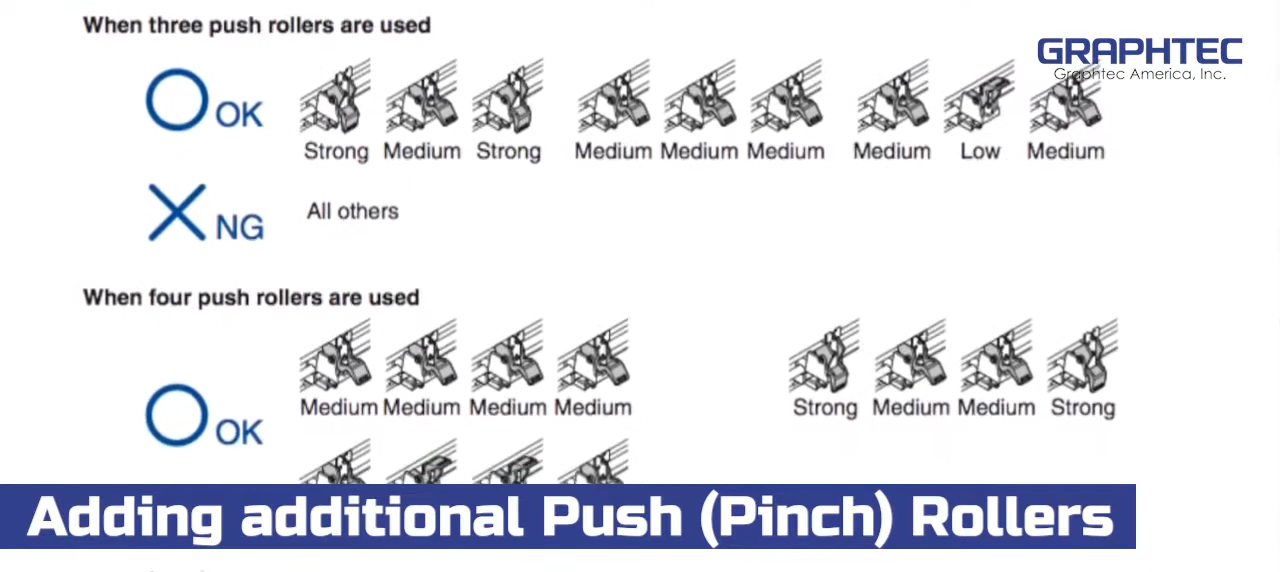 When three push rollers are used
GRAPHTEC
Graphtec America, Inc.
OK
Strong Medium Strong Medium Medium Medium Medium Low Medium
NG All others
When four push rollers are used
Medium Medium Medium Medium Strong Medium Medium Strong
OK
Adding additional Push (Pinch) Rollers